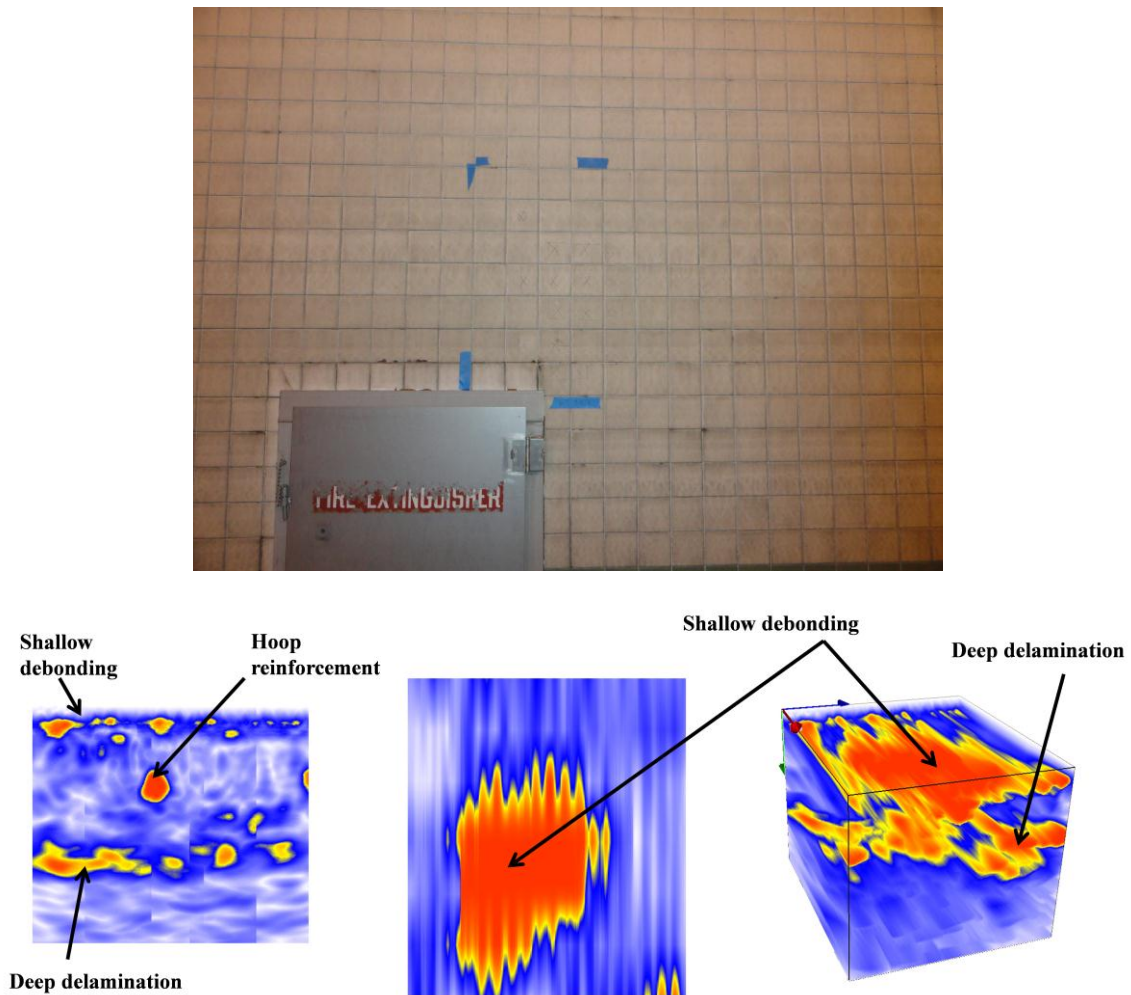 FIRE EXTINGUISHER
Shallow debonding
Shallow
debonding
Hoop
reinforcement
Deep delamination
Deep delamination